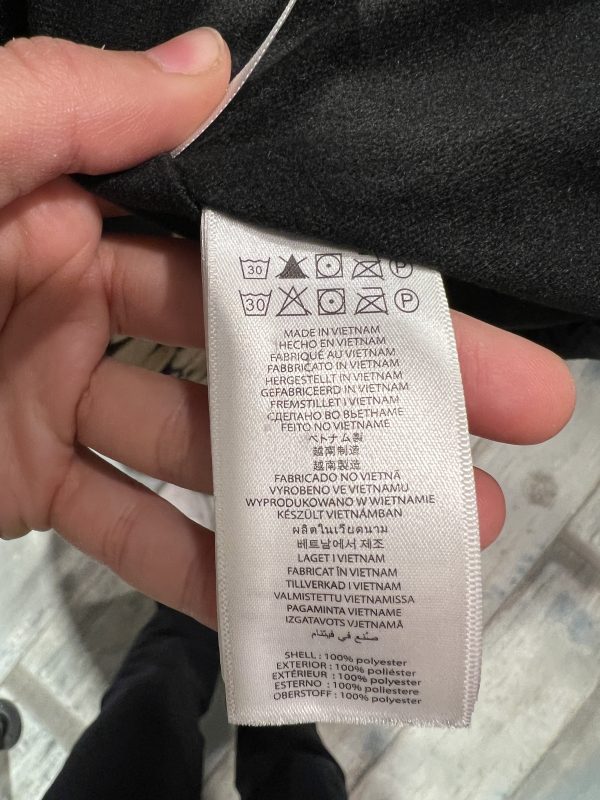 30 P
30 P
MADE IN VIETNAM
HECHO EN VIETNAM
FABRIQUÉ AU VIETNAM
FABBRICATO IN VIETNAM
HERGESTELLT IN VIETNAM
GEFABRICEERD IN VIETNAM
FREMSTILLET I VIETNAM
СДЕЛАНО ВО ВЬЕТНАМЕ
FEITO NO VIETNAME
ベトナム製
越南制造
越南製造
FABRICADO NO VIETNÃ
VYROBENO VE VIETNAMU
WYPRODUKOWANO W WIETNAMIE
KÉSZÜLT VIETNÁMBAN
ผลิตในเวียดนาม
베트남에서 제조
LAGET I VIETNAM
FABRICAT ÎN VIETNAM
TILLVERKAD I VIETNAM
VALMISTETTU VIETNAMISSA
PAGAMINTA VIETNAME
IZGATAVOTS VJETNAMĀ
صنع في فيتنام
SHELL : 100% polyester
EXTERIOR : 100% poliéster
EXTÉRIEUR : 100% polyester
ESTERNO : 100% poliestere
OBERSTOFF : 100% polyester